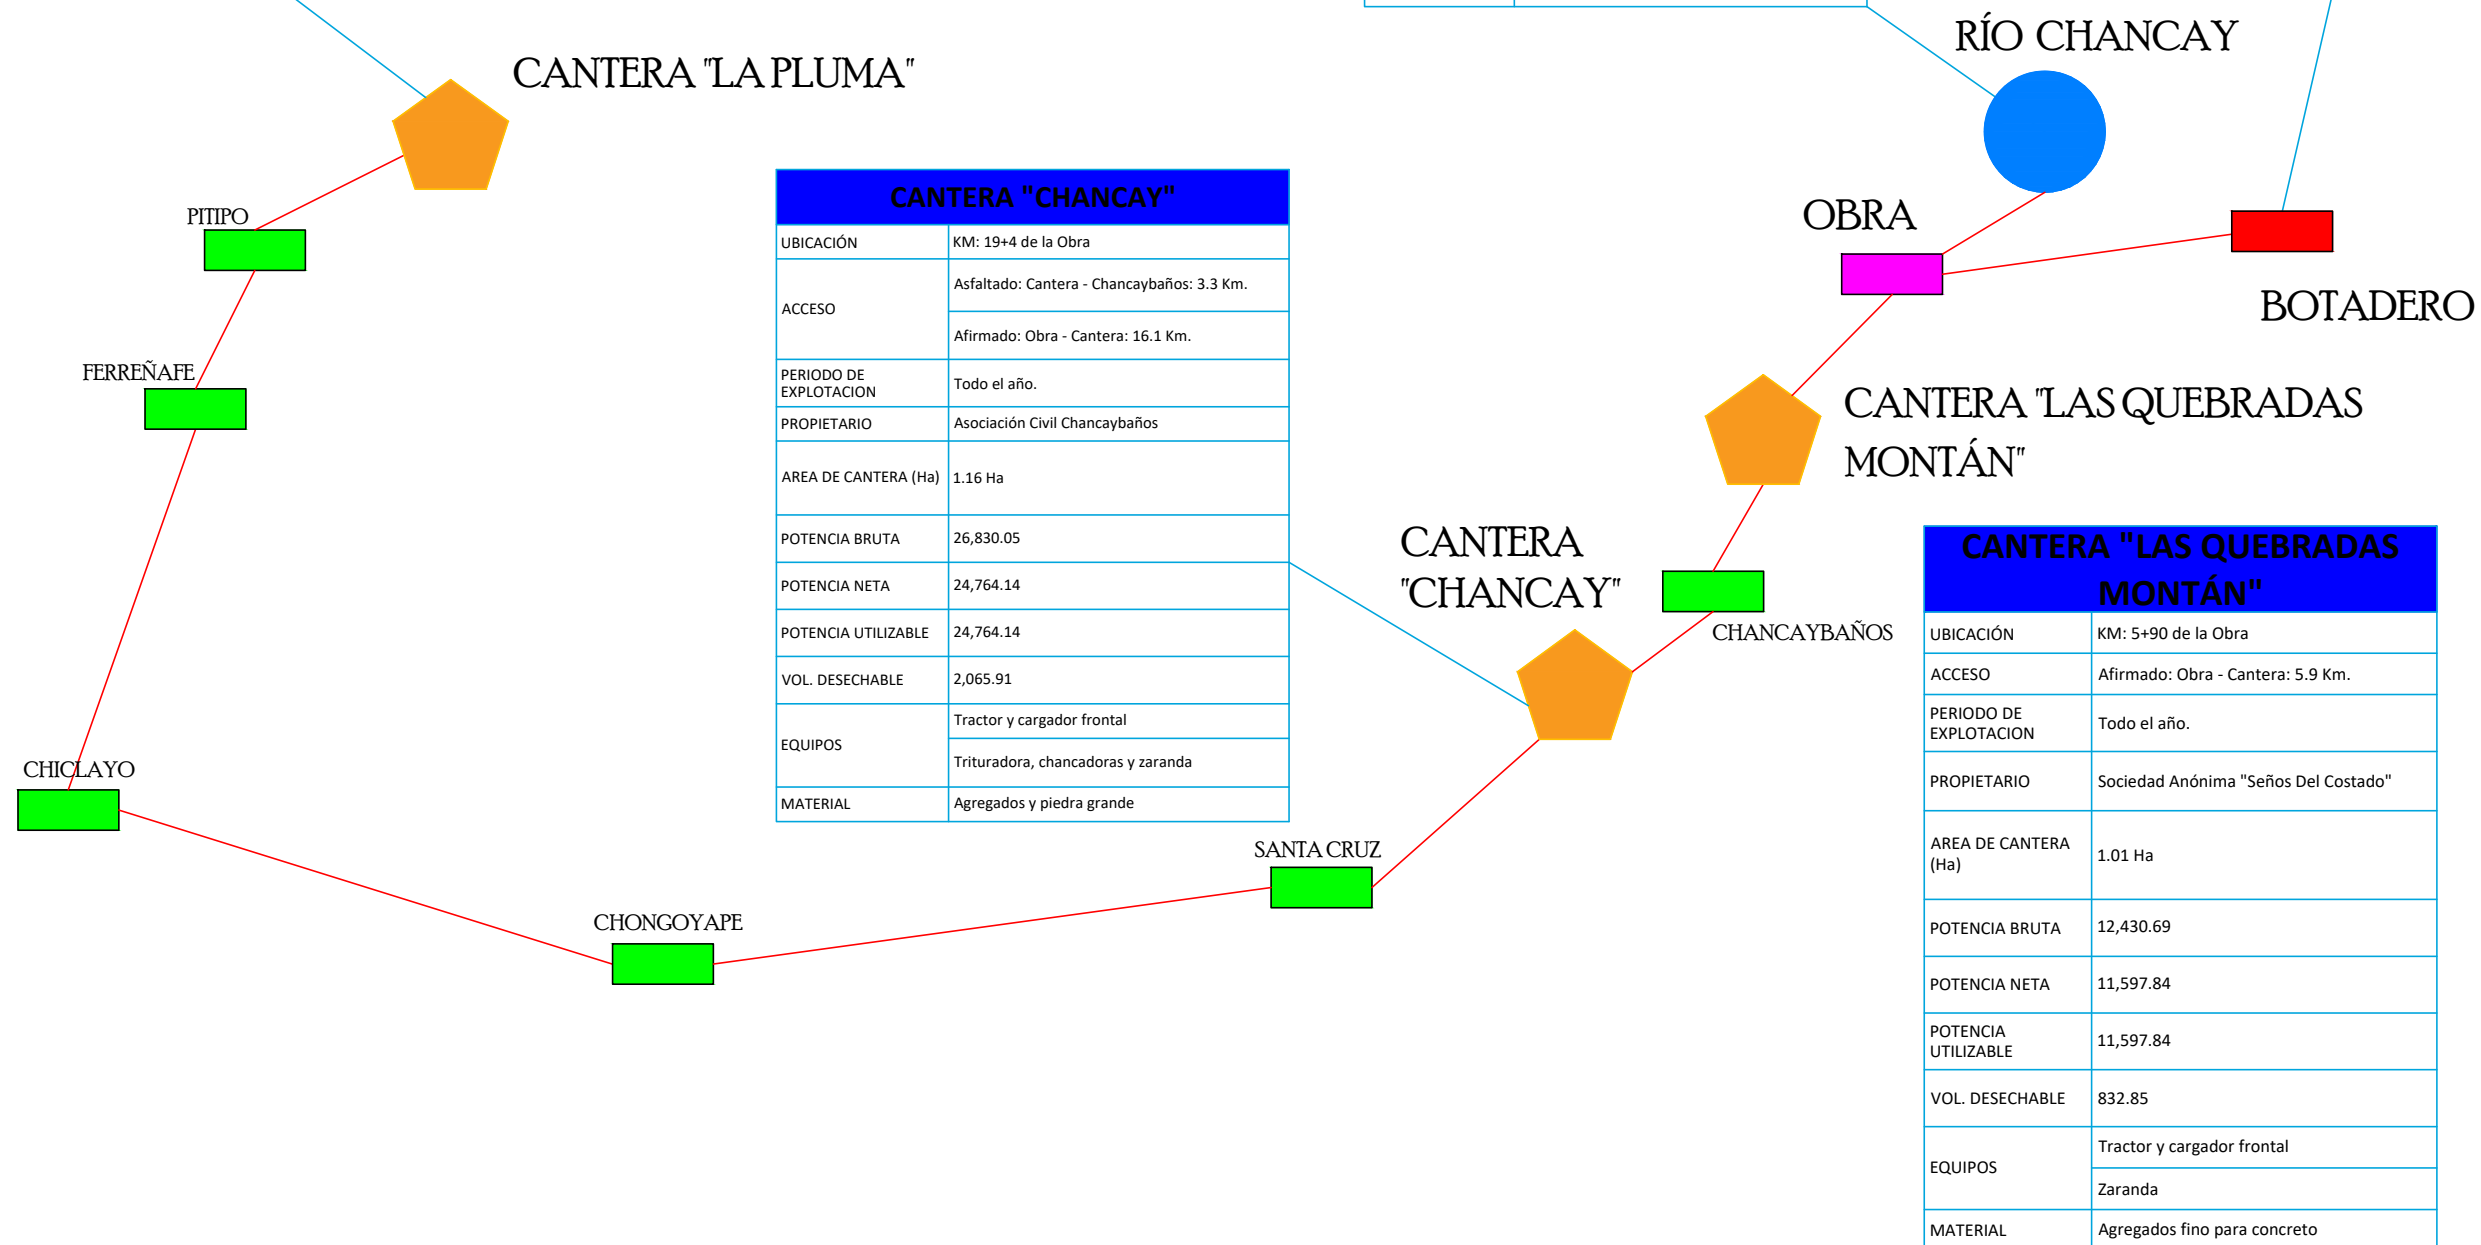 CANTERA "LA PLUMA"
RÍO CHANCAY
OBRA
BOTADERO
PITIPO
FERREÑAFE
CHICLAYO
CHONGOYAPE
SANTA CRUZ
CANTERA
"CHANCAY"
CHANCAYBAÑOS
CANTERA "LAS QUEBRADAS
MONTÁN"
CANTERA "CHANCAY"
UBICACIÓN KM: 19+4 de la Obra
ACCESO
Asfaltado: Cantera - Chancaybaños: 3.3 Km.
Afirmado: Obra - Cantera: 16.1 Km.
PERIODO DE
EXPLOTACION
Todo el año.
PROPIETARIO Asociación Civil Chancaybaños
AREA DE CANTERA (Ha) 1.16 Ha
POTENCIA BRUTA 26,830.05
POTENCIA NETA 24,764.14
POTENCIA UTILIZABLE 24,764.14
VOL. DESECHABLE 2,065.91
EQUIPOS
Tractor y cargador frontal
Trituradora, chancadoras y zaranda
MATERIAL Agregados y piedra grande
CANTERA "LAS QUEBRADAS
MONTÁN"
UBICACIÓN KM: 5+90 de la Obra
ACCESO Afirmado: Obra - Cantera: 5.9 Km.
PERIODO DE
EXPLOTACION
Todo el año.
PROPIETARIO Sociedad Anónima "Seños Del Costado"
AREA DE CANTERA
(Ha)
1.01 Ha
POTENCIA BRUTA 12,430.69
POTENCIA NETA 11,597.84
POTENCIA
UTILIZABLE
11,597.84
VOL. DESECHABLE 832.85
EQUIPOS
Tractor y cargador frontal
Zaranda
MATERIAL Agregados fino para concreto